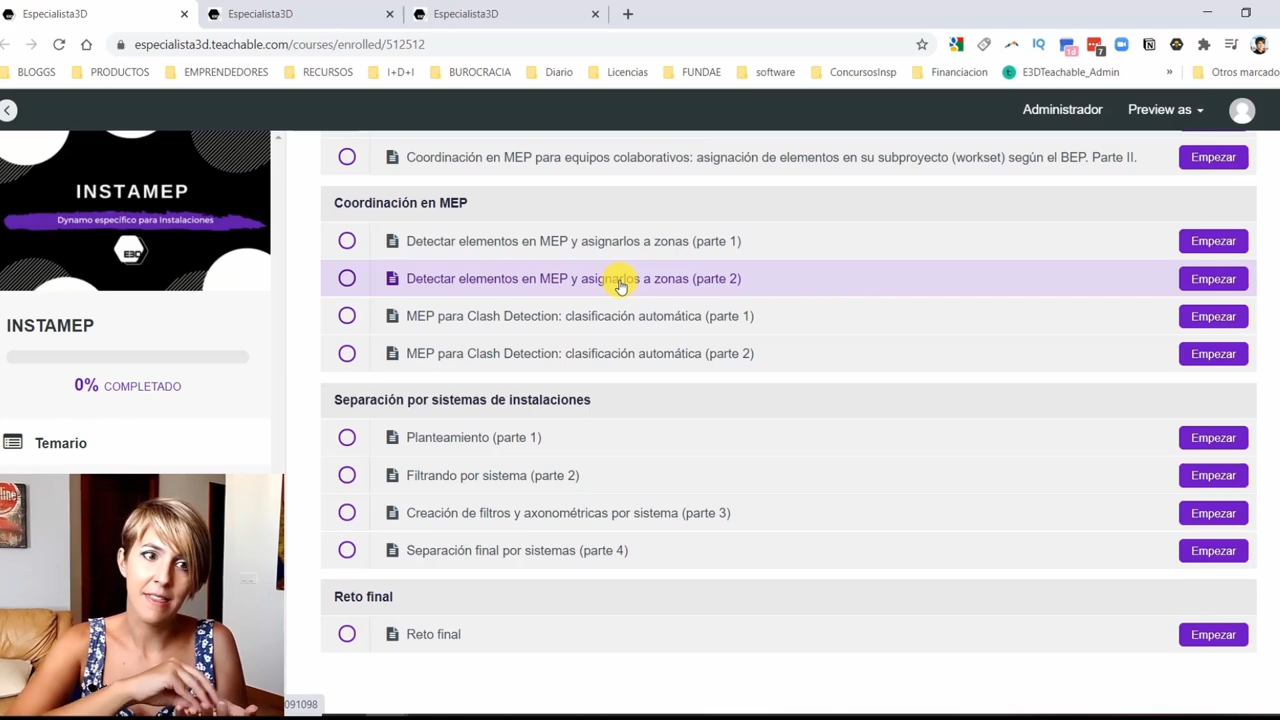 Especialista3D
Especialista3D
Especialista3D
especialista3d.teachable.com/courses/enrolled/512512
IQ
1d
7
BLOGGS
PRODUCTOS
EMPRENDEDORES
RECURSOS
I+D+I
BUROCRACIA
Diario
Licencias
FUNDAE
software
ConcursosInsp
Financiacion
E3DTeachable_Admin
»
Otros marcado
Administrador
Preview as
INSTAMEP
Dynamo específico para Instalaciones
INSTAMEP
0% COMPLETADO
Temario
Coordinación en MEP para equipos colaborativos: asignación de elementos en su subproyecto (workset) según el BEP. Parte II.
Empezar
Coordinación en MEP
Detectar elementos en MEP y asignarlos a zonas (parte 1)
Empezar
Detectar elementos en MEP y asignarlos a zonas (parte 2)
Empezar
MEP para Clash Detection: clasificación automática (parte 1)
Empezar
MEP para Clash Detection: clasificación automática (parte 2)
Empezar
Separación por sistemas de instalaciones
Planteamiento (parte 1)
Empezar
Filtrando por sistema (parte 2)
Empezar
Creación de filtros y axonométricas por sistema (parte 3)
Empezar
Separación final por sistemas (parte 4)
Empezar
Reto final
Reto final
Empezar
091098